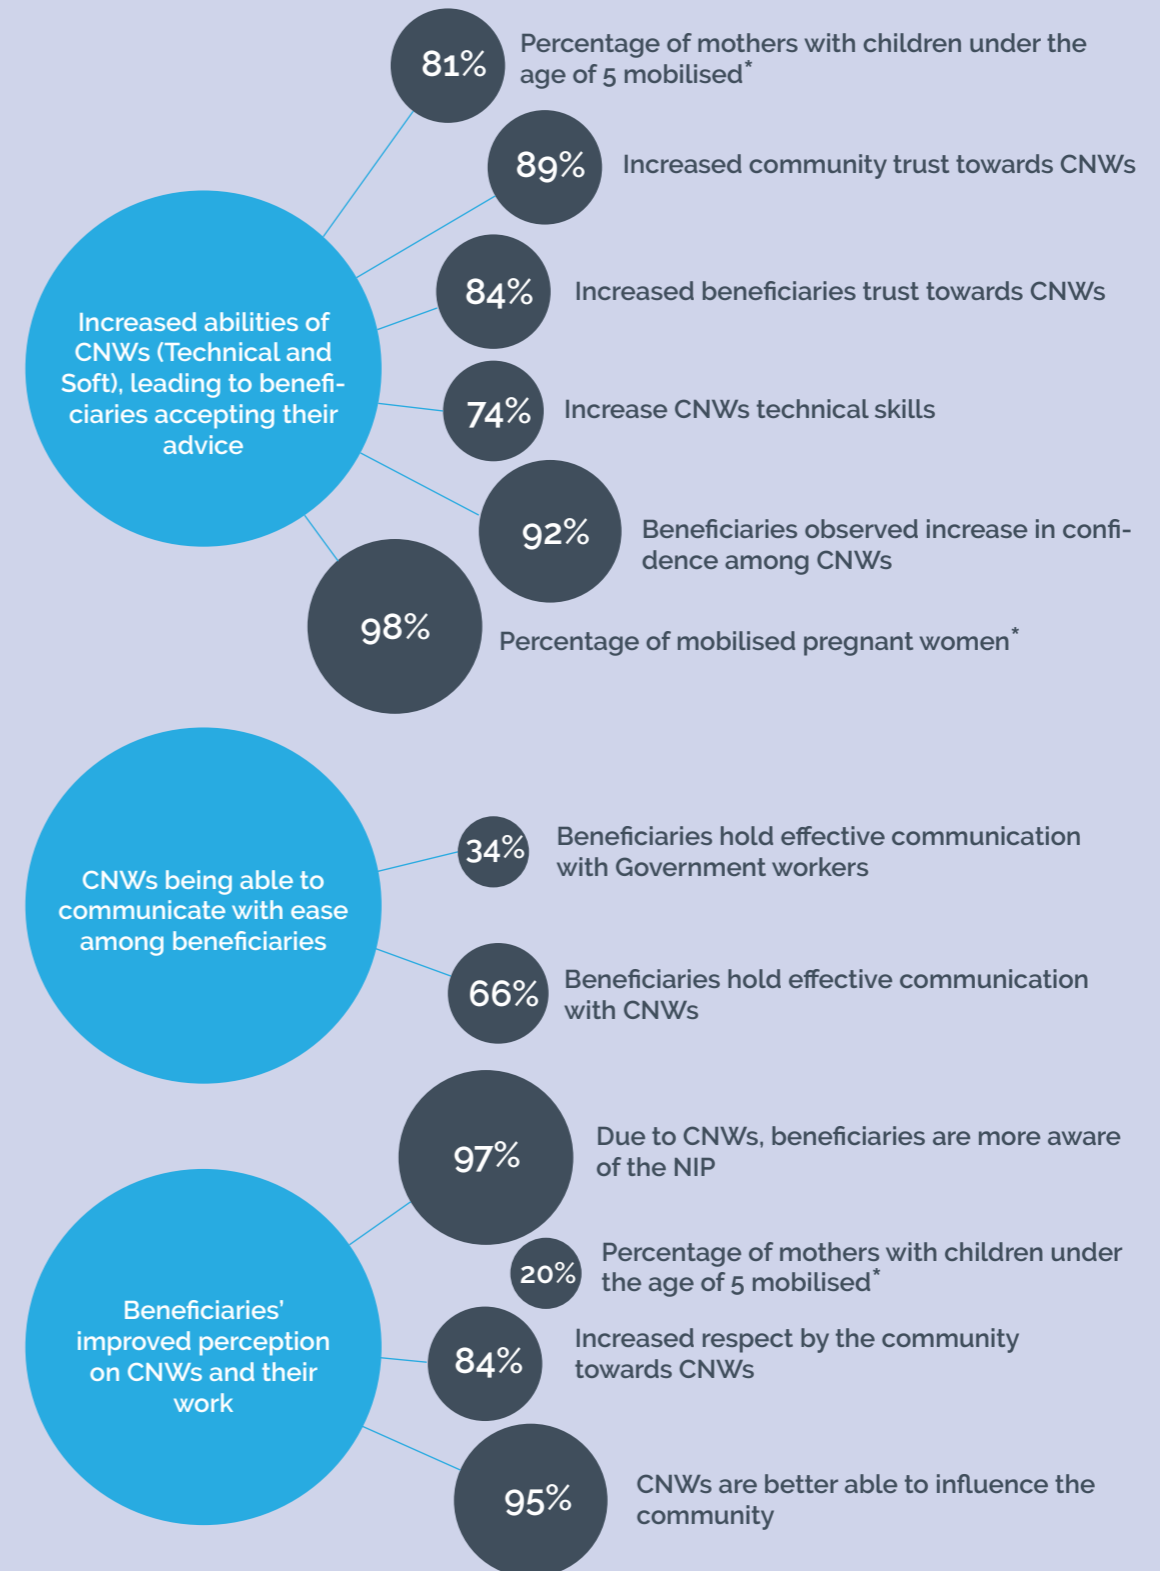 81%
Percentage of mothers with children under the
age of 5 mobilised*
89%
Increased community trust towards CNWs
84%
Increased beneficiaries trust towards CNWs
Increased abilities of
CNWs (Technical and
Soft), leading to benefi-
ciaries accepting their
advice
74%
Increase CNWs technical skills
92%
Beneficiaries observed increase in confi-
dence among CNWs
98%
Percentage of mobilised pregnant women*
CNWs being able to
communicate with ease
among beneficiaries
34%
Beneficiaries hold effective communication
with Government workers
66%
Beneficiaries hold effective communication
with CNWs
97%
Due to CNWs, beneficiaries are more aware
of the NIP
20%
Percentage of mothers with children under
the age of 5 mobilised*
Beneficiaries'
improved perception
on CNWs and their
work
84%
Increased respect by the community
towards CNWs
95%
CNWs are better able to influence the
community